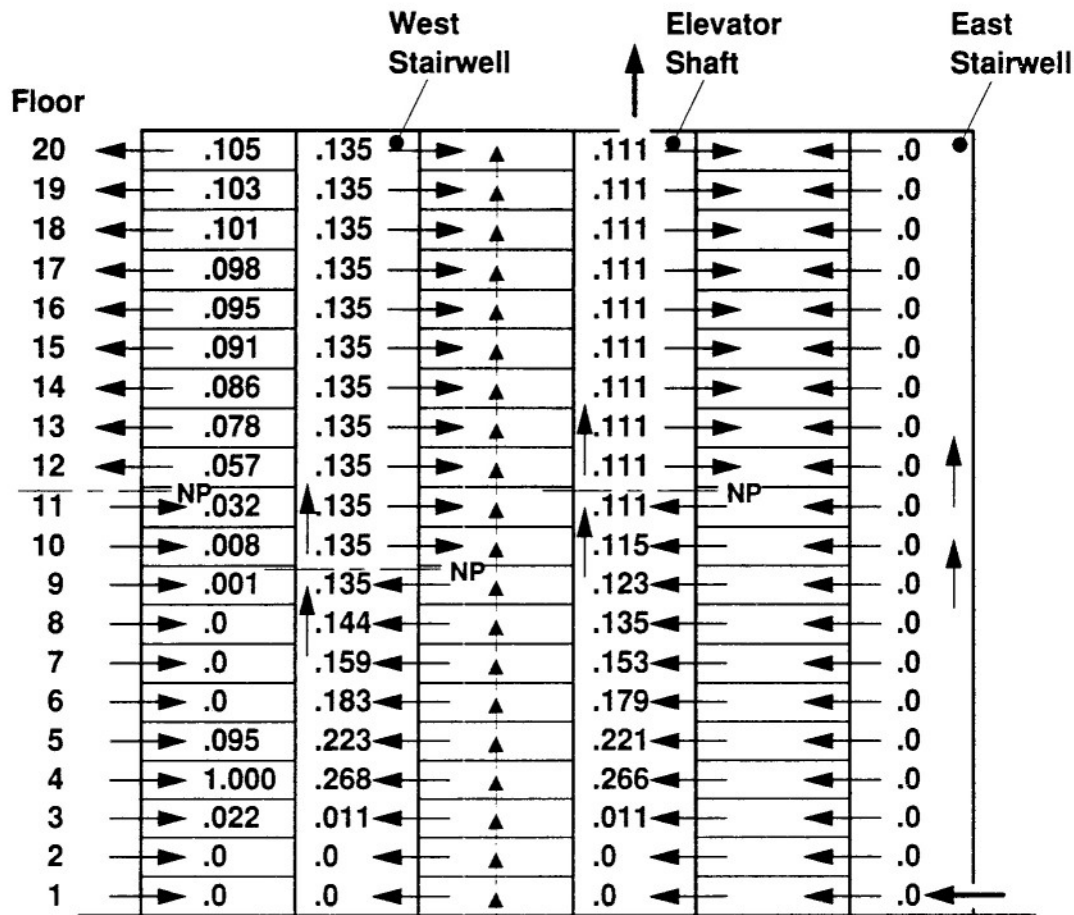 West Stairwell
Elevator Shaft
East Stairwell
Floor
20 .105 .135 .111 .0
19 .103 .135 .111 .0
18 .101 .135 .111 .0
17 .098 .135 .111 .0
16 .095 .135 .111 .0
15 .091 .135 .111 .0
14 .086 .135 .111 .0
13 .078 .135 .111 .0
12 .057 .135 .111 .0
NP NP
11 .032 .135 .111 .0
10 .008 .135 .115 .0
NP
9 .001 .135 .123 .0
8 .0 .144 .135 .0
7 .0 .159 .153 .0
6 .0 .183 .179 .0
5 .095 .223 .221 .0
4 1.000 .268 .266 .0
3 .022 .011 .011 .0
2 .0 .0 .0 .0
1 .0 .0 .0 .0